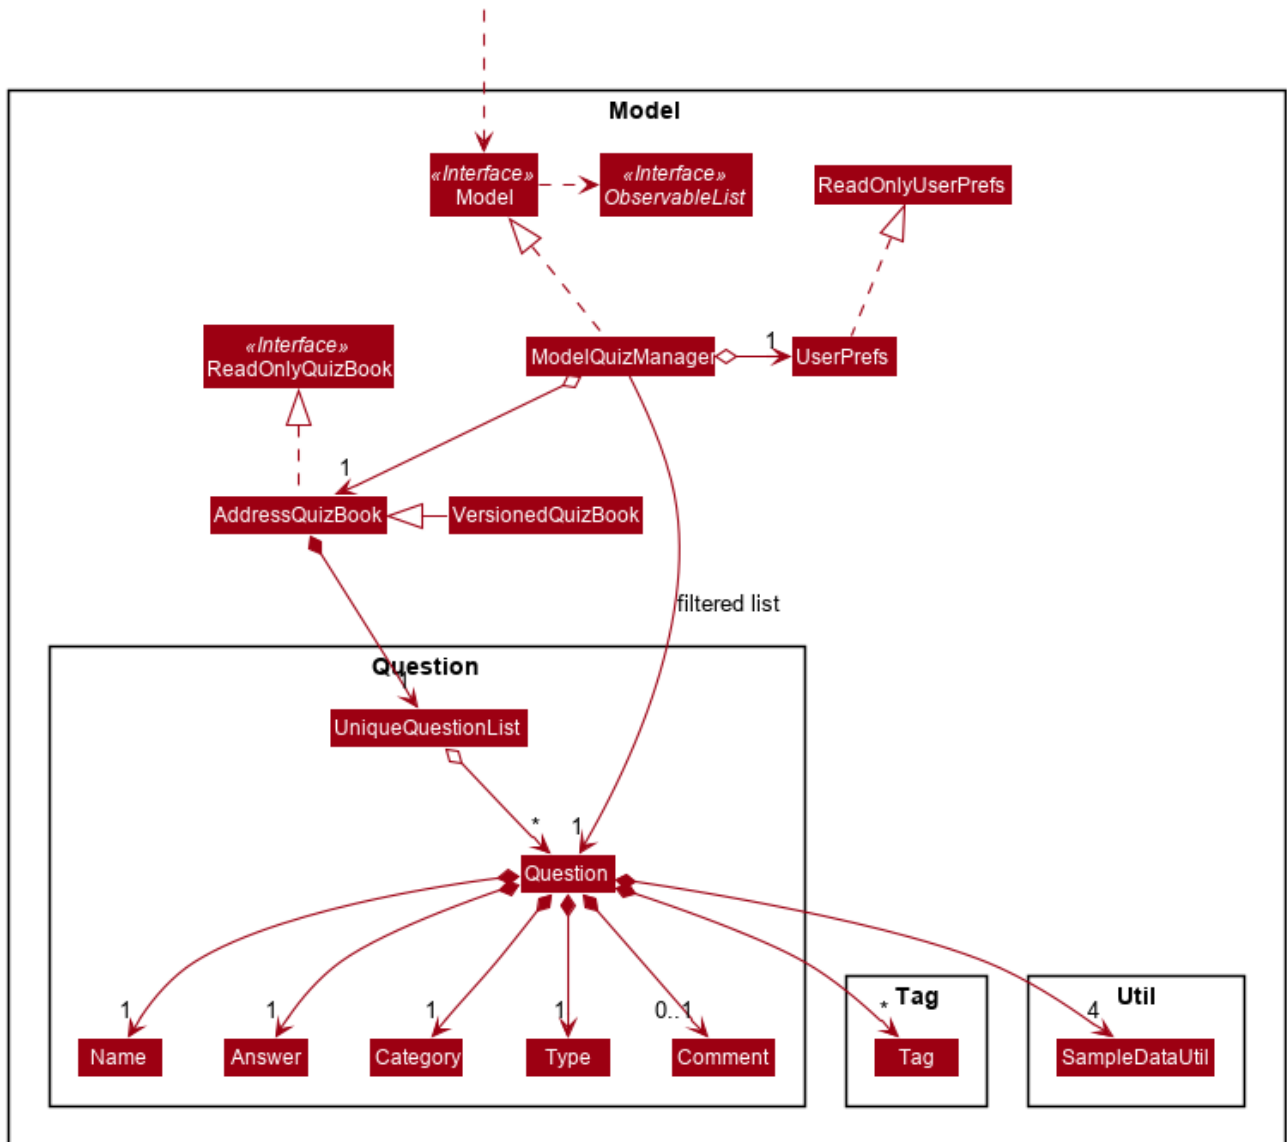 Model
«Interface»
Model
«Interface»
ObservableList
ReadOnlyUserPrefs
«Interface»
ReadOnlyQuizBook
ModelQuizManager
1
UserPrefs
1
AddressQuizBook
VersionedQuizBook
filtered list
Question
1
UniqueQuestionList
*
1
Question
1
1
1
1
0..1
*
4
Tag
Util
Name
Answer
Category
Type
Comment
Tag
SampleDataUtil